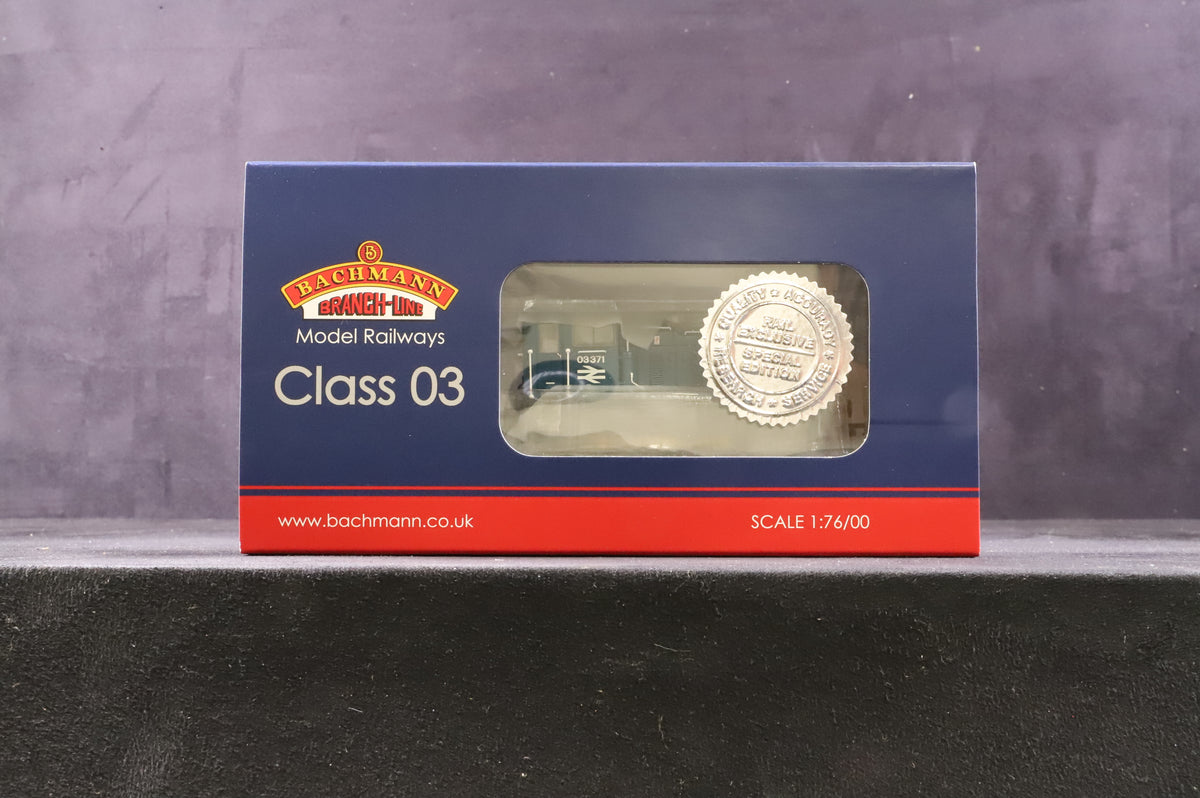 B
BACHMANN
BRANCH-LINE
Model Railways
Class 03
03371
QUALITY ★ ACCURACY ★ SERVICE ★ RESEARCH ★
RAIL
EXCLUSIVE
SPECIAL
EDITION
www.bachmann.co.uk
SCALE 1:76/00